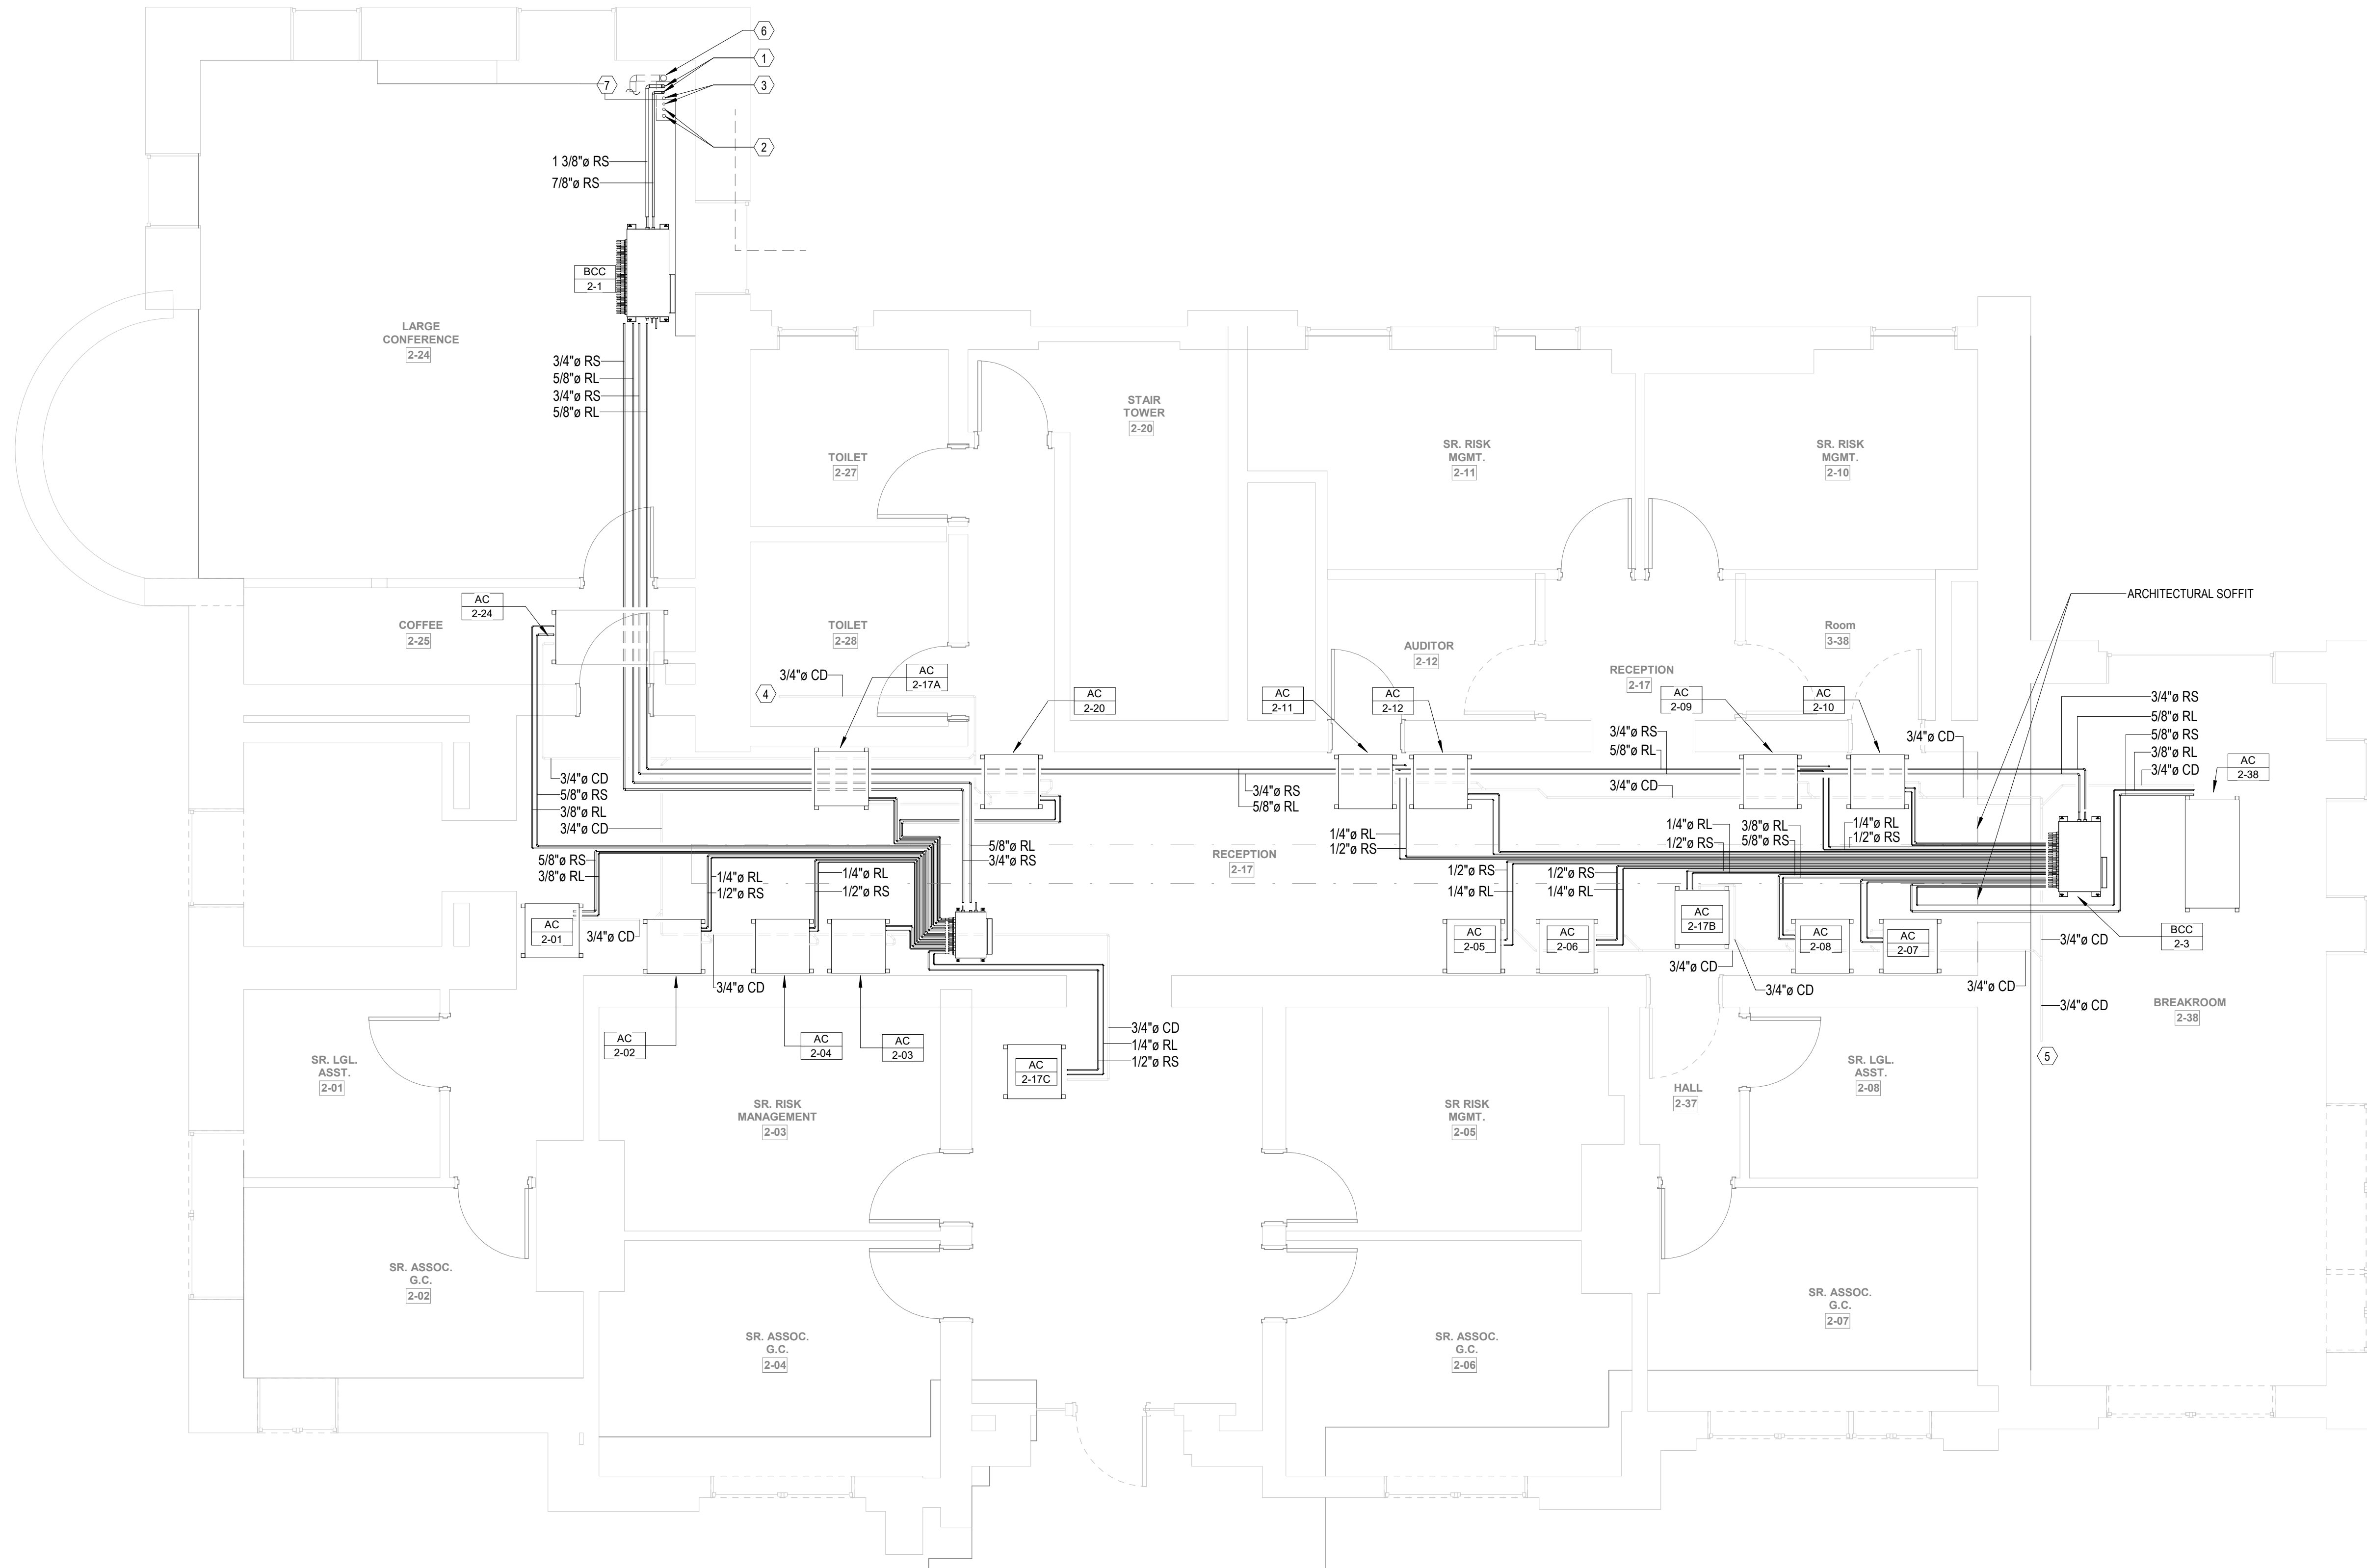 6
1
7
3
2
1 3/8"ø RS
7/8"ø RS
BCC
2-1
LARGE
CONFERENCE
2-24
3/4"ø RS
5/8"ø RL
3/4"ø RS
5/8"ø RL
STAIR
TOWER
2-20
TOILET
2-27
SR. RISK
MGMT.
2-11
SR. RISK
MGMT.
2-10
ARCHITECTURAL SOFFIT
AC
2-24
COFFEE
2-25
TOILET
2-28
AUDITOR
2-12
Room
3-38
RECEPTION
2-17
3/4"ø CD
4
AC
2-17A
AC
2-20
AC
2-11
AC
2-12
AC
2-09
AC
2-10
3/4"ø RS
5/8"ø RL
5/8"ø RS
3/8"ø RL
3/4"ø CD
AC
2-38
3/4"ø RS
5/8"ø RL
3/4"ø CD
3/4"ø CD
3/4"ø CD
5/8"ø RS
3/8"ø RL
3/4"ø CD
3/4"ø RS
5/8"ø RL
1/4"ø RL
1/2"ø RS
1/4"ø RL
1/2"ø RS
3/8"ø RL
5/8"ø RS
1/4"ø RL
1/2"ø RS
5/8"ø RL
3/4"ø RS
RECEPTION
2-17
5/8"ø RS
3/8"ø RL
1/4"ø RL
1/2"ø RS
1/4"ø RL
1/2"ø RS
1/2"ø RS
1/4"ø RL
1/2"ø RS
1/4"ø RL
AC
2-01
3/4"ø CD
AC
2-05
AC
2-06
AC
2-17B
AC
2-08
AC
2-07
BCC
2-3
3/4"ø CD
3/4"ø CD
3/4"ø CD
3/4"ø CD
3/4"ø CD
3/4"ø CD
BREAKROOM
2-38
AC
2-02
AC
2-04
AC
2-03
3/4"ø CD
1/4"ø RL
1/2"ø RS
AC
2-17C
5
SR. LGL.
ASST.
2-01
SR. RISK
MANAGEMENT
2-03
SR RISK
MGMT.
2-05
HALL
2-37
SR. LGL.
ASST.
2-08
SR. ASSOC.
G.C.
2-02
SR. ASSOC.
G.C.
2-04
SR. ASSOC.
G.C.
2-06
SR. ASSOC.
G.C.
2-07